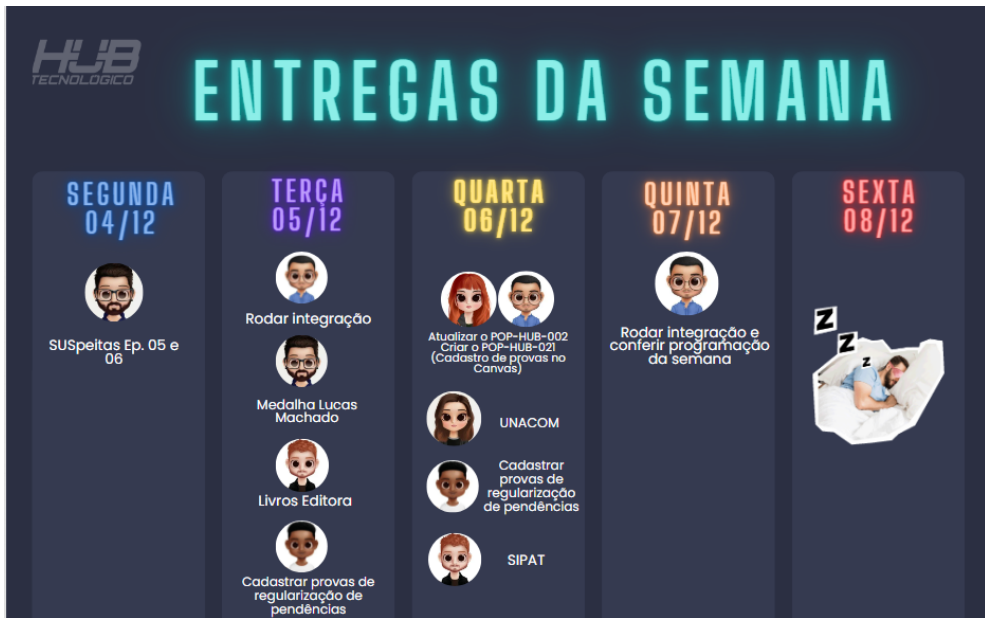 HUB
TECNOLOGICO
ENTREGAS DA SEMANA
SEGUNDA
04/12
SUSpeitas Ep. 05 e
06
TERÇA
05/12
Rodar integração
Medalha Lucas
Machado
Livros Editora
Cadastrar provas de
regularização de
pendências
QUARTA
06/12
Atualizar o POP-HUB-002
Criar o POP-HUB-021
(Cadastro de provas no
Canvas)
UNACOM
Cadastrar
provas de
regularização
de pendências
SIPAT
QUINTA
07/12
Rodar integração e
conferir programação
da semana
SEXTA
08/12
Z
Z
Z